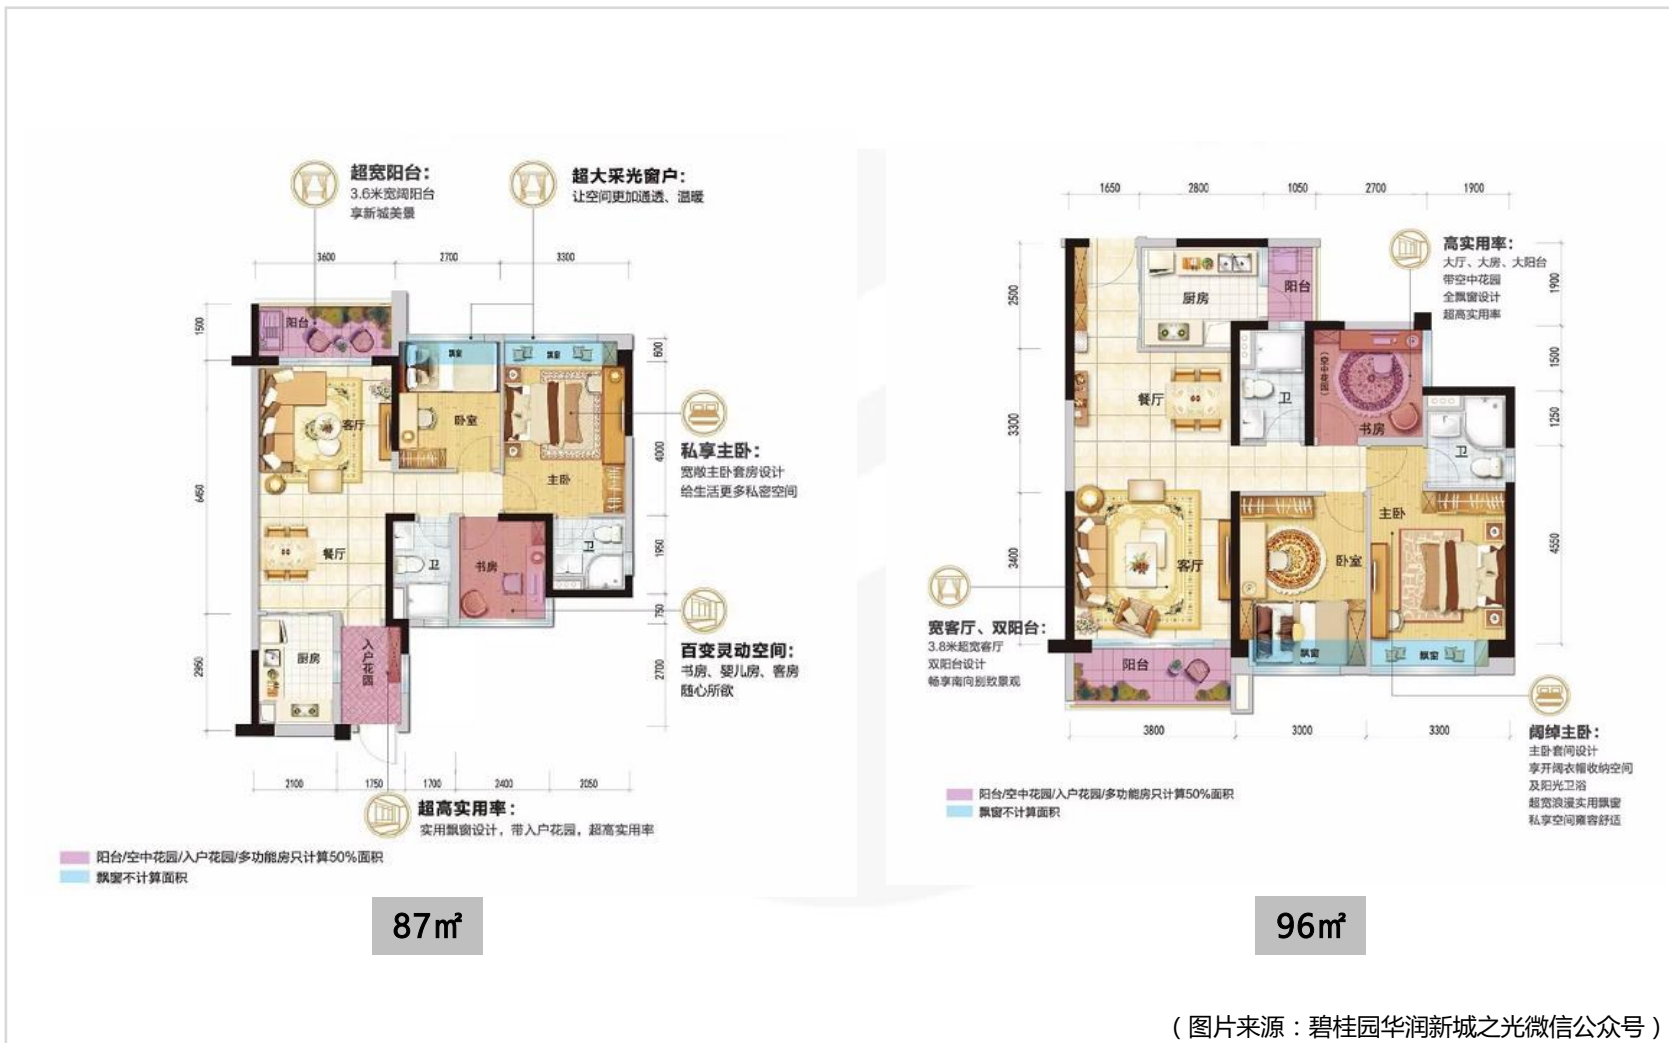 超宽阳台：
3.6米宽阔阳台
享新城美景
超大采光窗户：
让空间更加通透、温暖
3600
2700
3300
1500
6450
2950
600
4000
1950
750
2700
阳台
飘窗
飘窗
客厅
卧室
主卧
餐厅
卫
书房
卫
厨房
入户花园
私享主卧：
宽敞主卧套房设计
给生活更多私密空间
百变灵动空间：
书房、婴儿房、客房
随心所欲
2100
1750
1700
2400
2050
超高实用率：
实用飘窗设计，带入户花园，超高实用率
阳台/空中花园/入户花园/多功能房只计算50%面积
飘窗不计算面积
87㎡
1650
2800
1050
2700
1900
2500
3300
3400
1900
1500
1250
4550
高实用率：
大厅、大房、大阳台
带空中花园
全飘窗设计
超高实用率
厨房
阳台
餐厅
卫
(空中花园)
书房
卫
主卧
客厅
卧室
飘窗
飘窗
阳台
宽客厅、双阳台：
3.8米超宽客厅
双阳台设计
畅享南向别致景观
3800
3000
3300
阔绰主卧：
主卧套间设计
享开阔衣帽收纳空间
及阳光卫浴
超宽浪漫实用飘窗
私享空间雍容舒适
阳台/空中花园/入户花园/多功能房只计算50%面积
飘窗不计算面积
96㎡
（图片来源：碧桂园华润新城之光微信公众号）